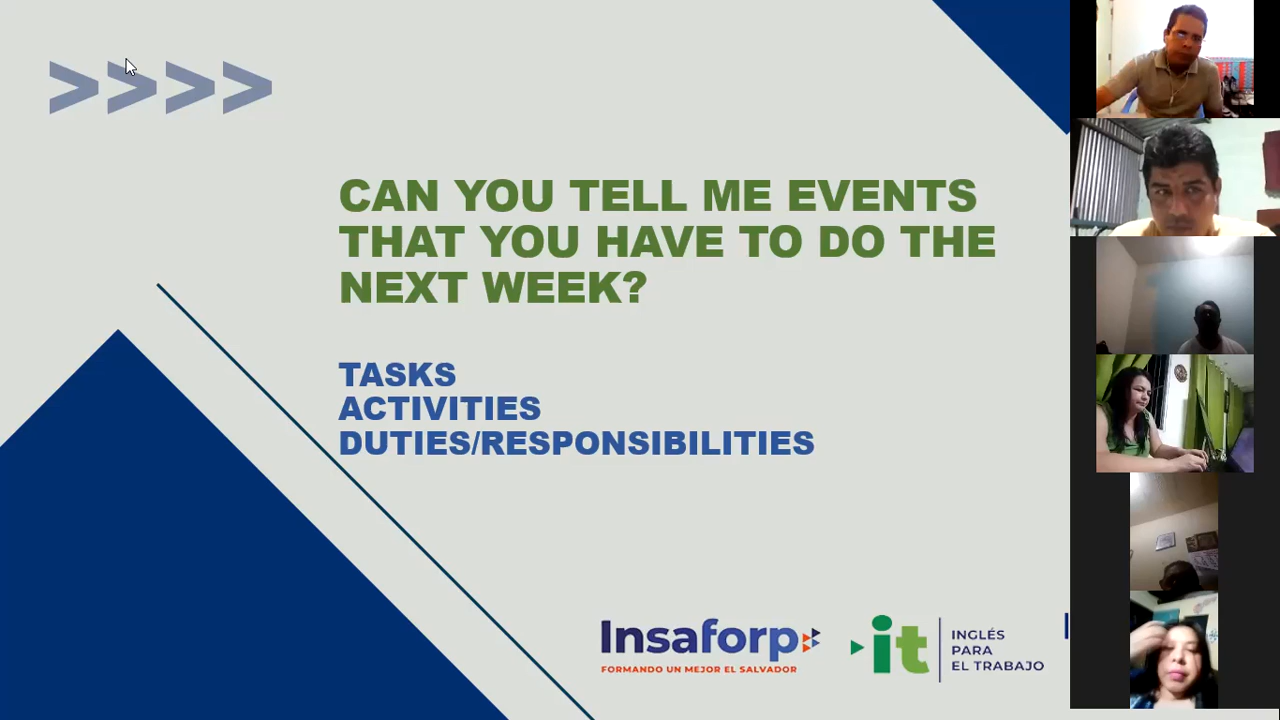 CAN YOU TELL ME EVENTS
THAT YOU HAVE TO DO THE
NEXT WEEK?
TASKS
ACTIVITIES
DUTIES/RESPONSIBILITIES
Insaforp
FORMANDO UN MEJOR EL SALVADOR
it
INGLÉS
PARA
EL TRABAJO